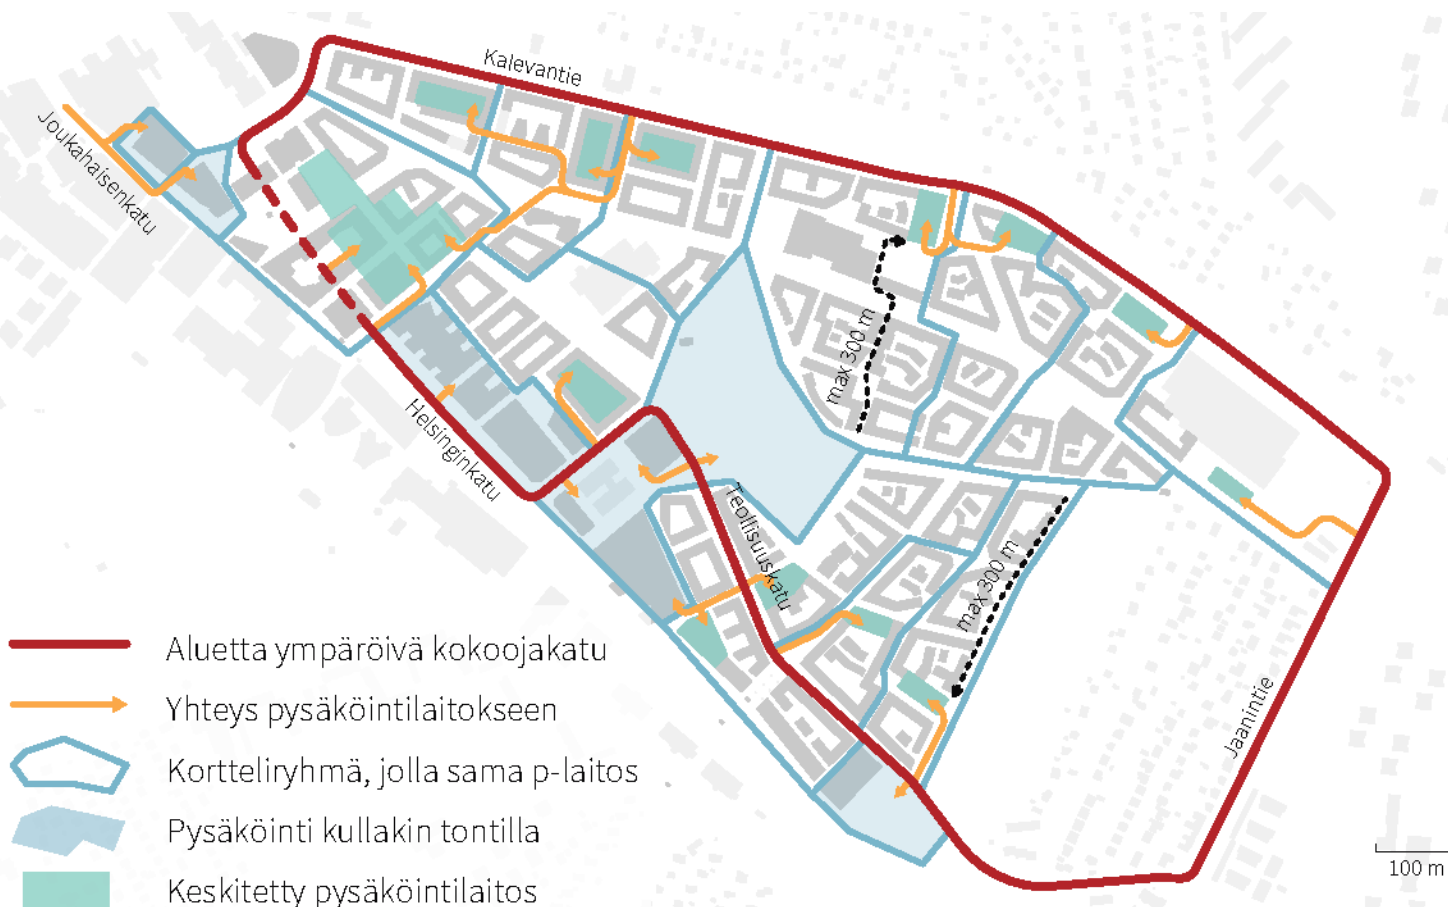 Kalevantie
Joukahaisenkatu
max 300 m
Helsinginkatu
Teollisuuskatu
max 300 m
Jaanintie
Aluetta ympäröivä kokoojakatu
Yhteys pysäköintilaitokseen
Kortteliryhmä, jolla sama p-laitos
Pysäköinti kullakin tontilla
Keskitetty pysäköintilaitos
100 m